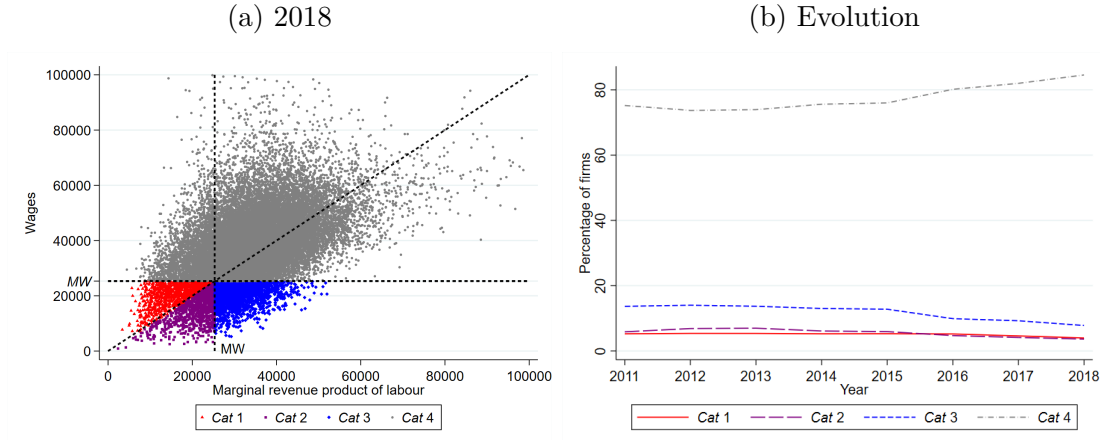 (a) 2018
(b) Evolution
Wages
100000
80000
60000
40000
MW
20000
0
MW
0 20000 40000 60000 80000 100000
Marginal revenue product of labour
Cat 1 Cat 2 Cat 3 Cat 4
Percentage of firms
80
60
40
20
0
2011 2012 2013 2014 2015 2016 2017 2018
Year
Cat 1 Cat 2 Cat 3 Cat 4